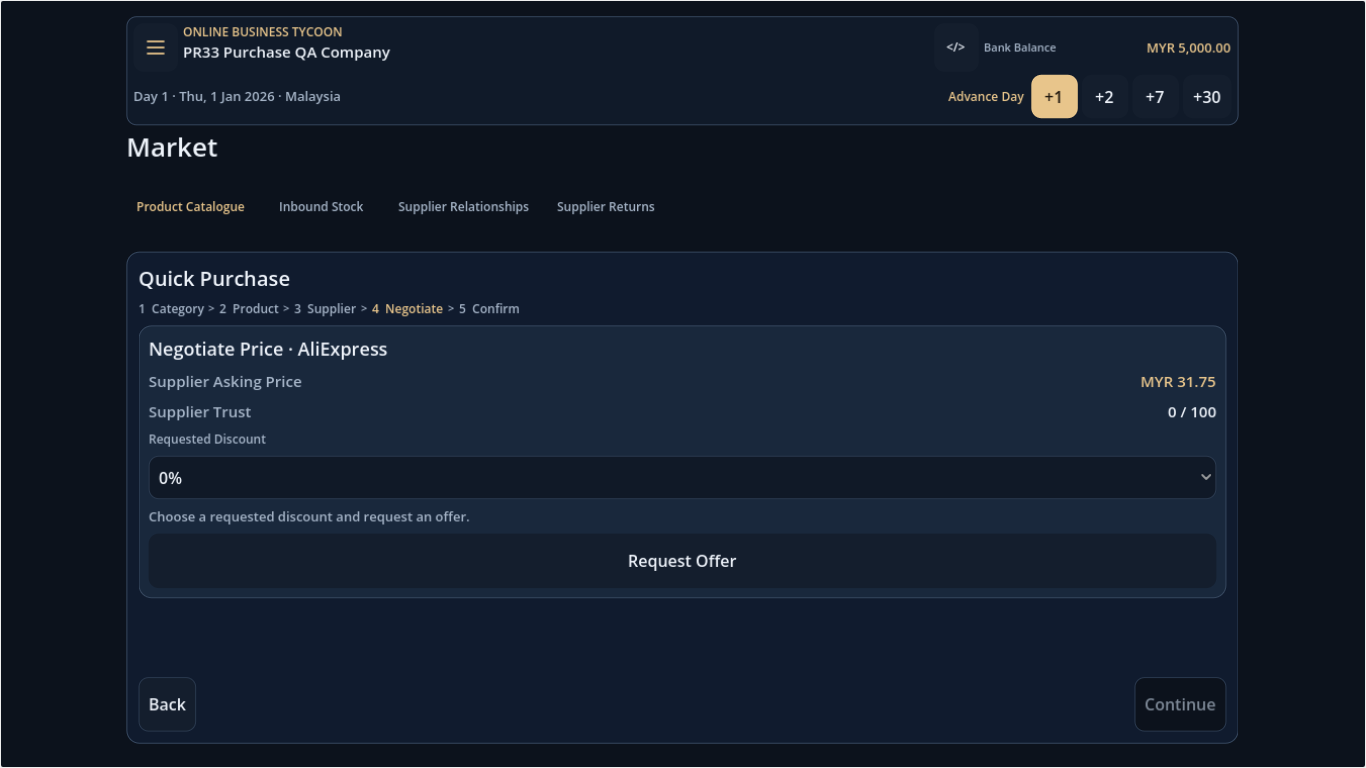 ONLINE BUSINESS TYCOON
PR33 Purchase QA Company
</> Bank Balance MYR 5,000.00
Day 1 · Thu, 1 Jan 2026 · Malaysia
Advance Day +1 +2 +7 +30
Market
Product Catalogue Inbound Stock Supplier Relationships Supplier Returns
Quick Purchase
1 Category > 2 Product > 3 Supplier > 4 Negotiate > 5 Confirm
Negotiate Price · AliExpress
Supplier Asking Price MYR 31.75
Supplier Trust 0 / 100
Requested Discount
0%
Choose a requested discount and request an offer.
Request Offer
Back Continue